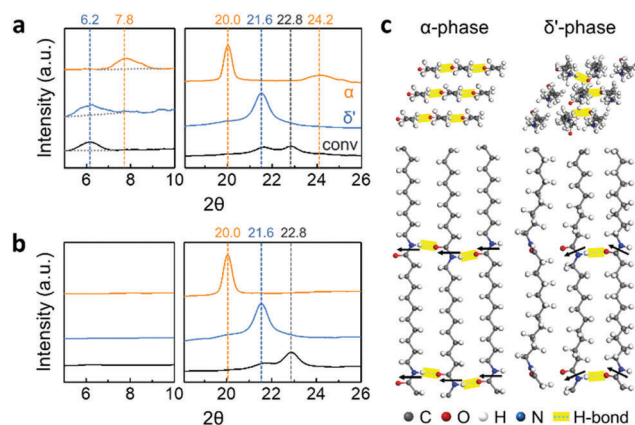 a
6.2 7.8
20.0 21.6 22.8 24.2
Intensity (a.u.)
α
δ'
conv
6 8 10
20 22 24 26
2θ
2θ
b
20.0 21.6 22.8
Intensity (a.u.)
6 8 10
20 22 24 26
2θ
2θ
c
α-phase δ'-phase
C O H N H-bond